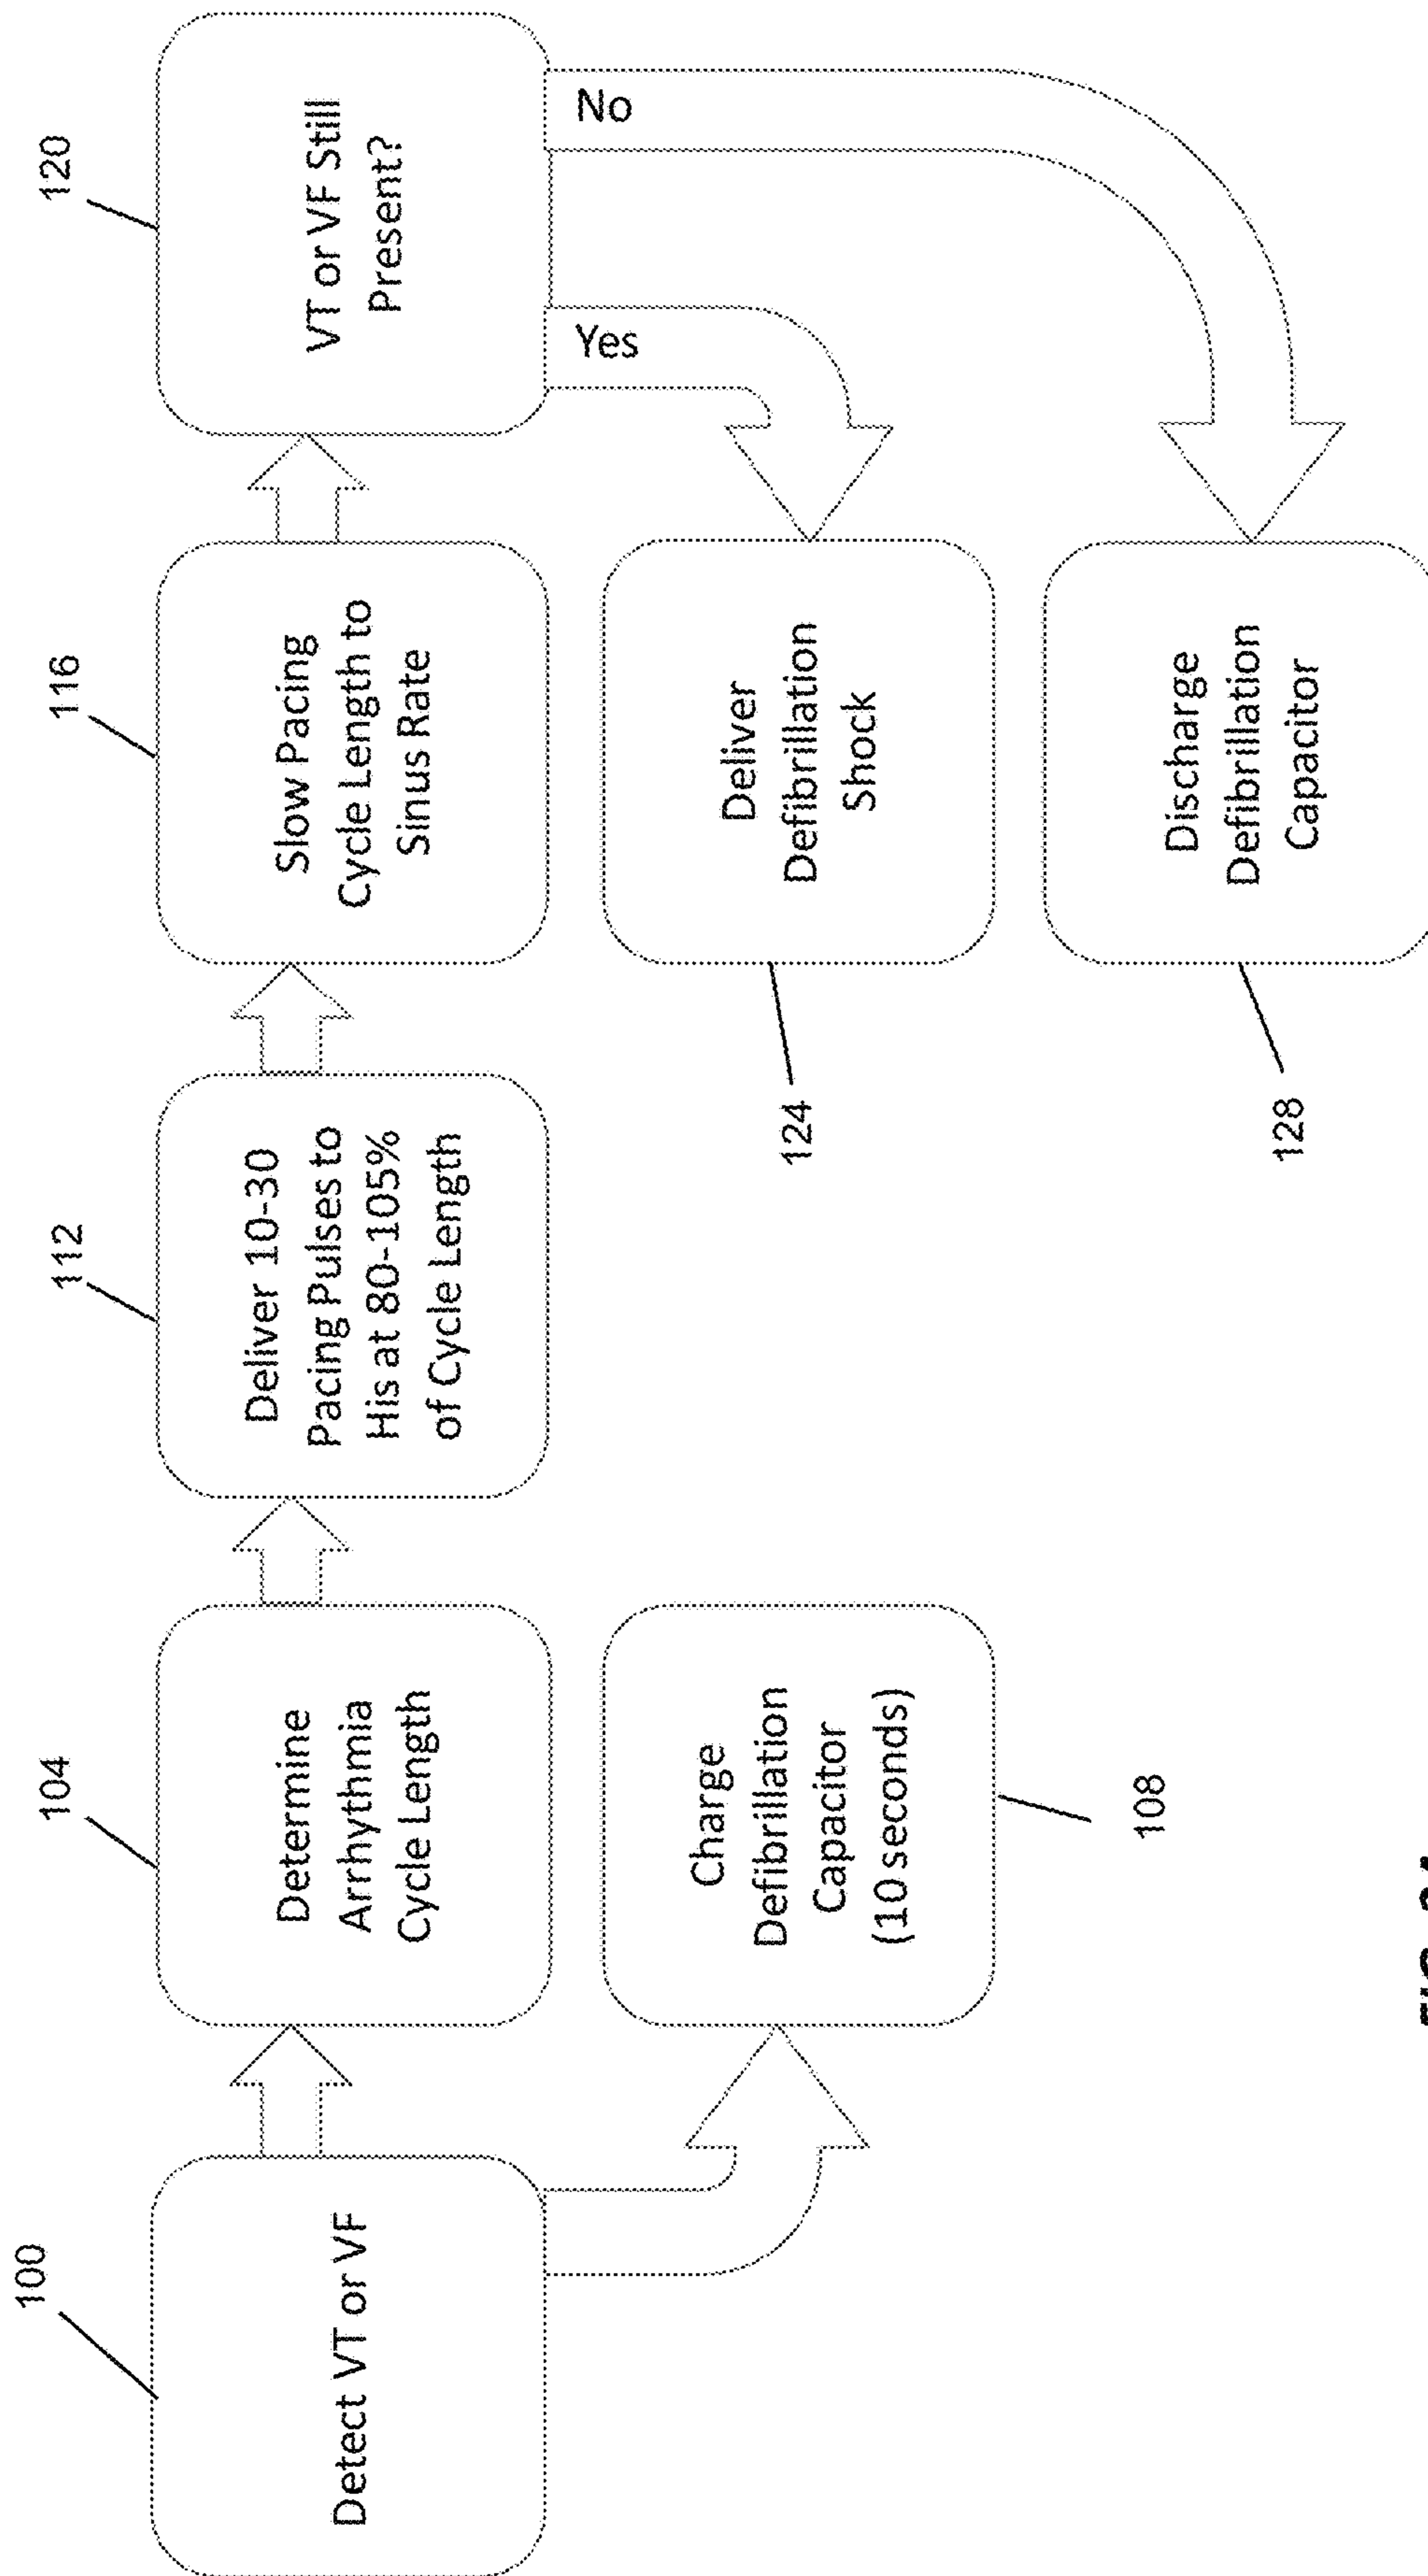 100
Detect VT or VF
104
Determine
Arrhythmia
Cycle Length
112
Deliver 10-30
Pacing Pulses to
His at 80-105%
of Cycle Length
116
Slow Pacing
Cycle Length to
Sinus Rate
120
VT or VF Still
Present?
Yes
No
Charge
Defibrillation
Capacitor
(10 seconds)
108
Deliver
Defibrillation
Shock
124
Discharge
Defibrillation
Capacitor
128
FIG.